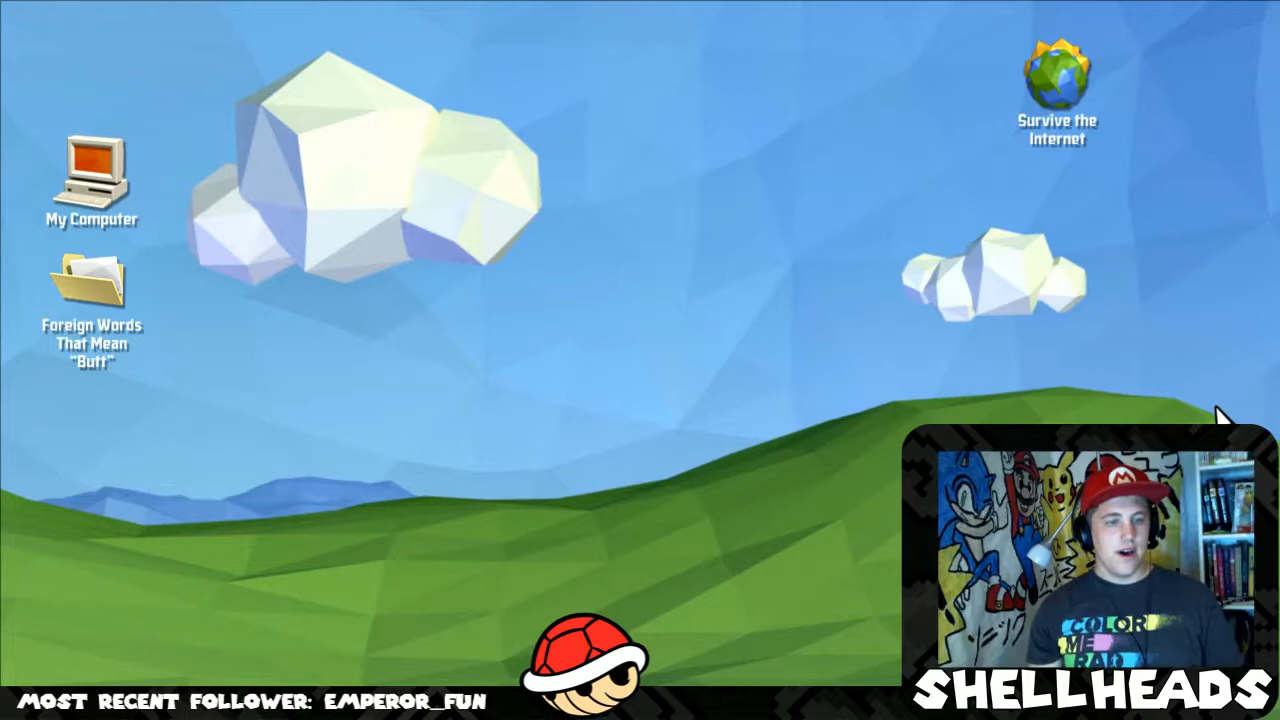 Survive the
Internet
My Computer
Foreign Words
That Mean
"Butt"
M
COLOR
ME
RAD
MOST RECENT FOLLOWER: EMPEROR_FUN
SHELLHEADS